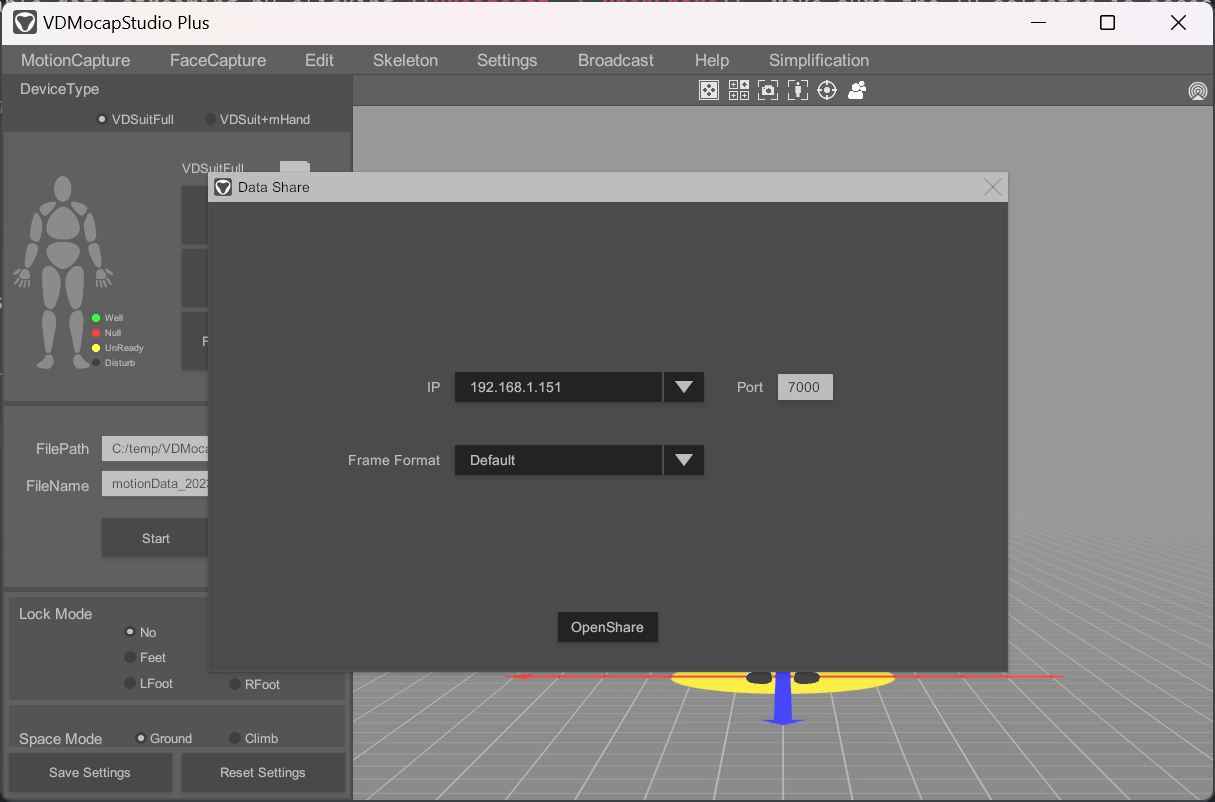 VDMocapStudio Plus
MotionCapture FaceCapture Edit Skeleton Settings Broadcast Help Simplification
DeviceType
VDSuitFull VDSuit+mHand
VDSuitFull
Data Share
Well
Null
UnReady
Disturb
F
IP 192.168.1.151 Port 7000
Frame Format Default
FilePath C:/temp/VDMoca
FileName motionData_202
Start
OpenShare
Lock Mode
No
Feet
LFoot RFoot
Space Mode Ground Climb
Save Settings Reset Settings